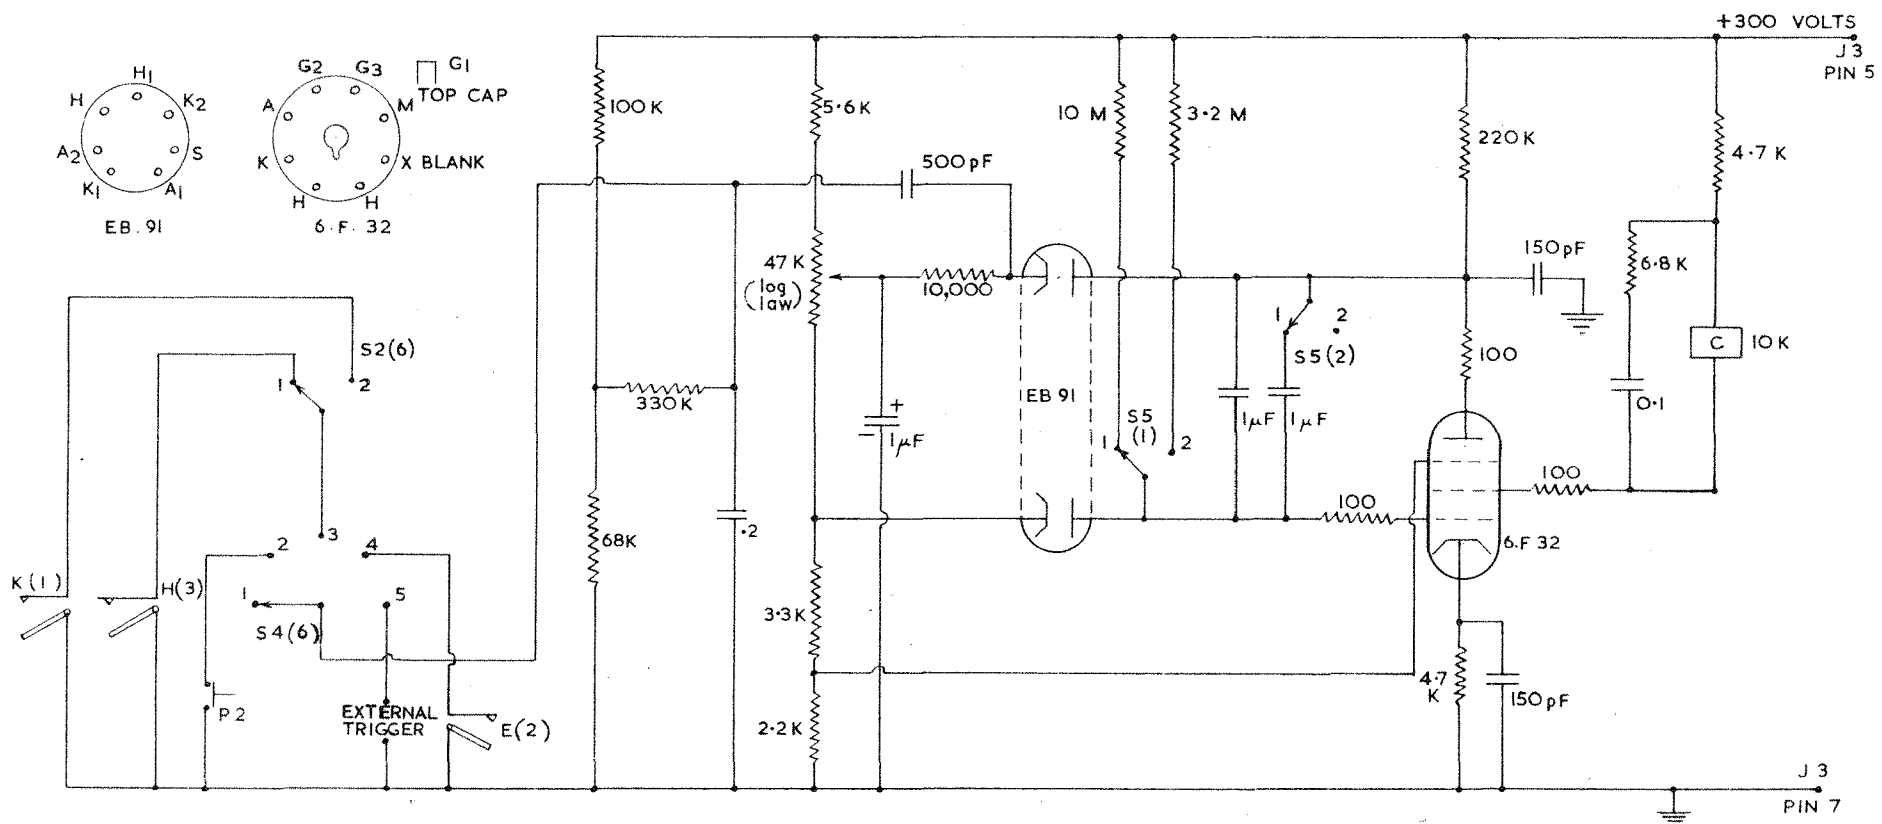 +300 VOLTS
J3
PIN 5
H1
H
K2
A2
S
K1
A1
EB.91
G2
G3
G1
TOP CAP
A
M
K
X BLANK
H
H
6.F.32
100K
5.6K
10 M
3.2 M
220K
4.7 K
500pF
47K
(log law)
10,000
150pF
6.8K
1
2
S5(2)
100
C
10K
S2(6)
1
2
330K
EB 91
+
-
1μF
S5
(1)
1
2
1μF
1μF
0.1
100
100
68K
.2
6.F 32
2
3
4
K(1)
H(3)
1
5
S4(6)
3.3K
4.7
K
150pF
P2
EXTERNAL
TRIGGER
E(2)
2.2K
J3
PIN 7